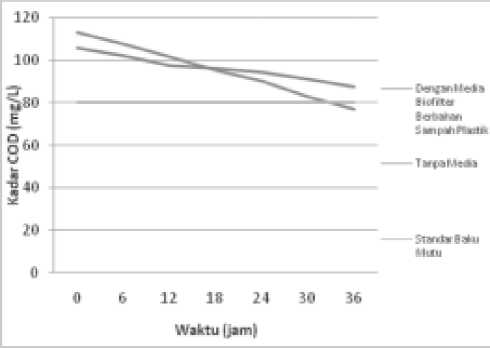 120
100
80
60
40
20
0
Kadar COD (mg/L)
0 6 12 18 24 30 36
Waktu (jam)
Dengan Media
Biofilter
Berbahan
Sampah Plastik
Tanpa Media
Standar Baku
Mutu